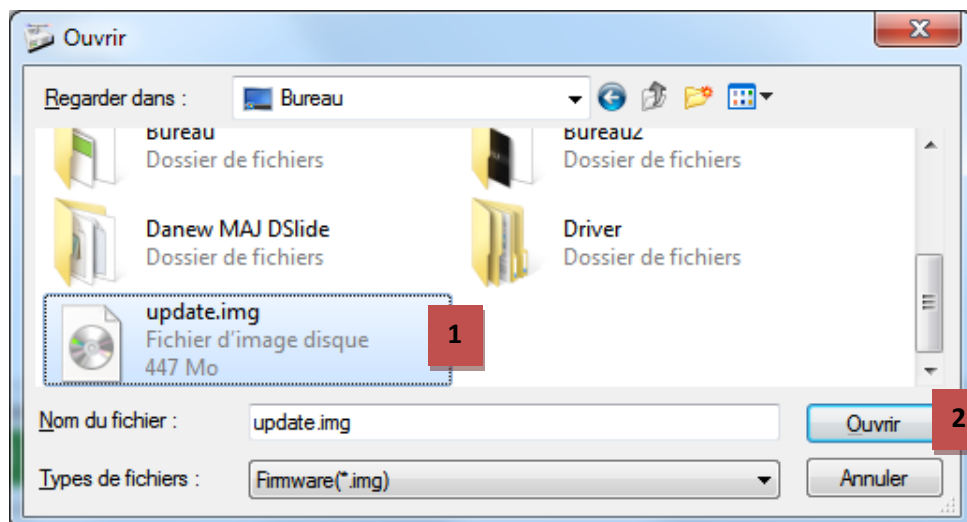 Ouvrir
Regarder dans :
Bureau
Bureau
Dossier de fichiers
Bureau2
Dossier de fichiers
Danew MAJ DSlide
Dossier de fichiers
Driver
Dossier de fichiers
update.img
Fichier d'image disque
447 Mo
1
Nom du fichier :
update.img
Ouvrir
2
Types de fichiers :
Firmware(*.img)
Annuler